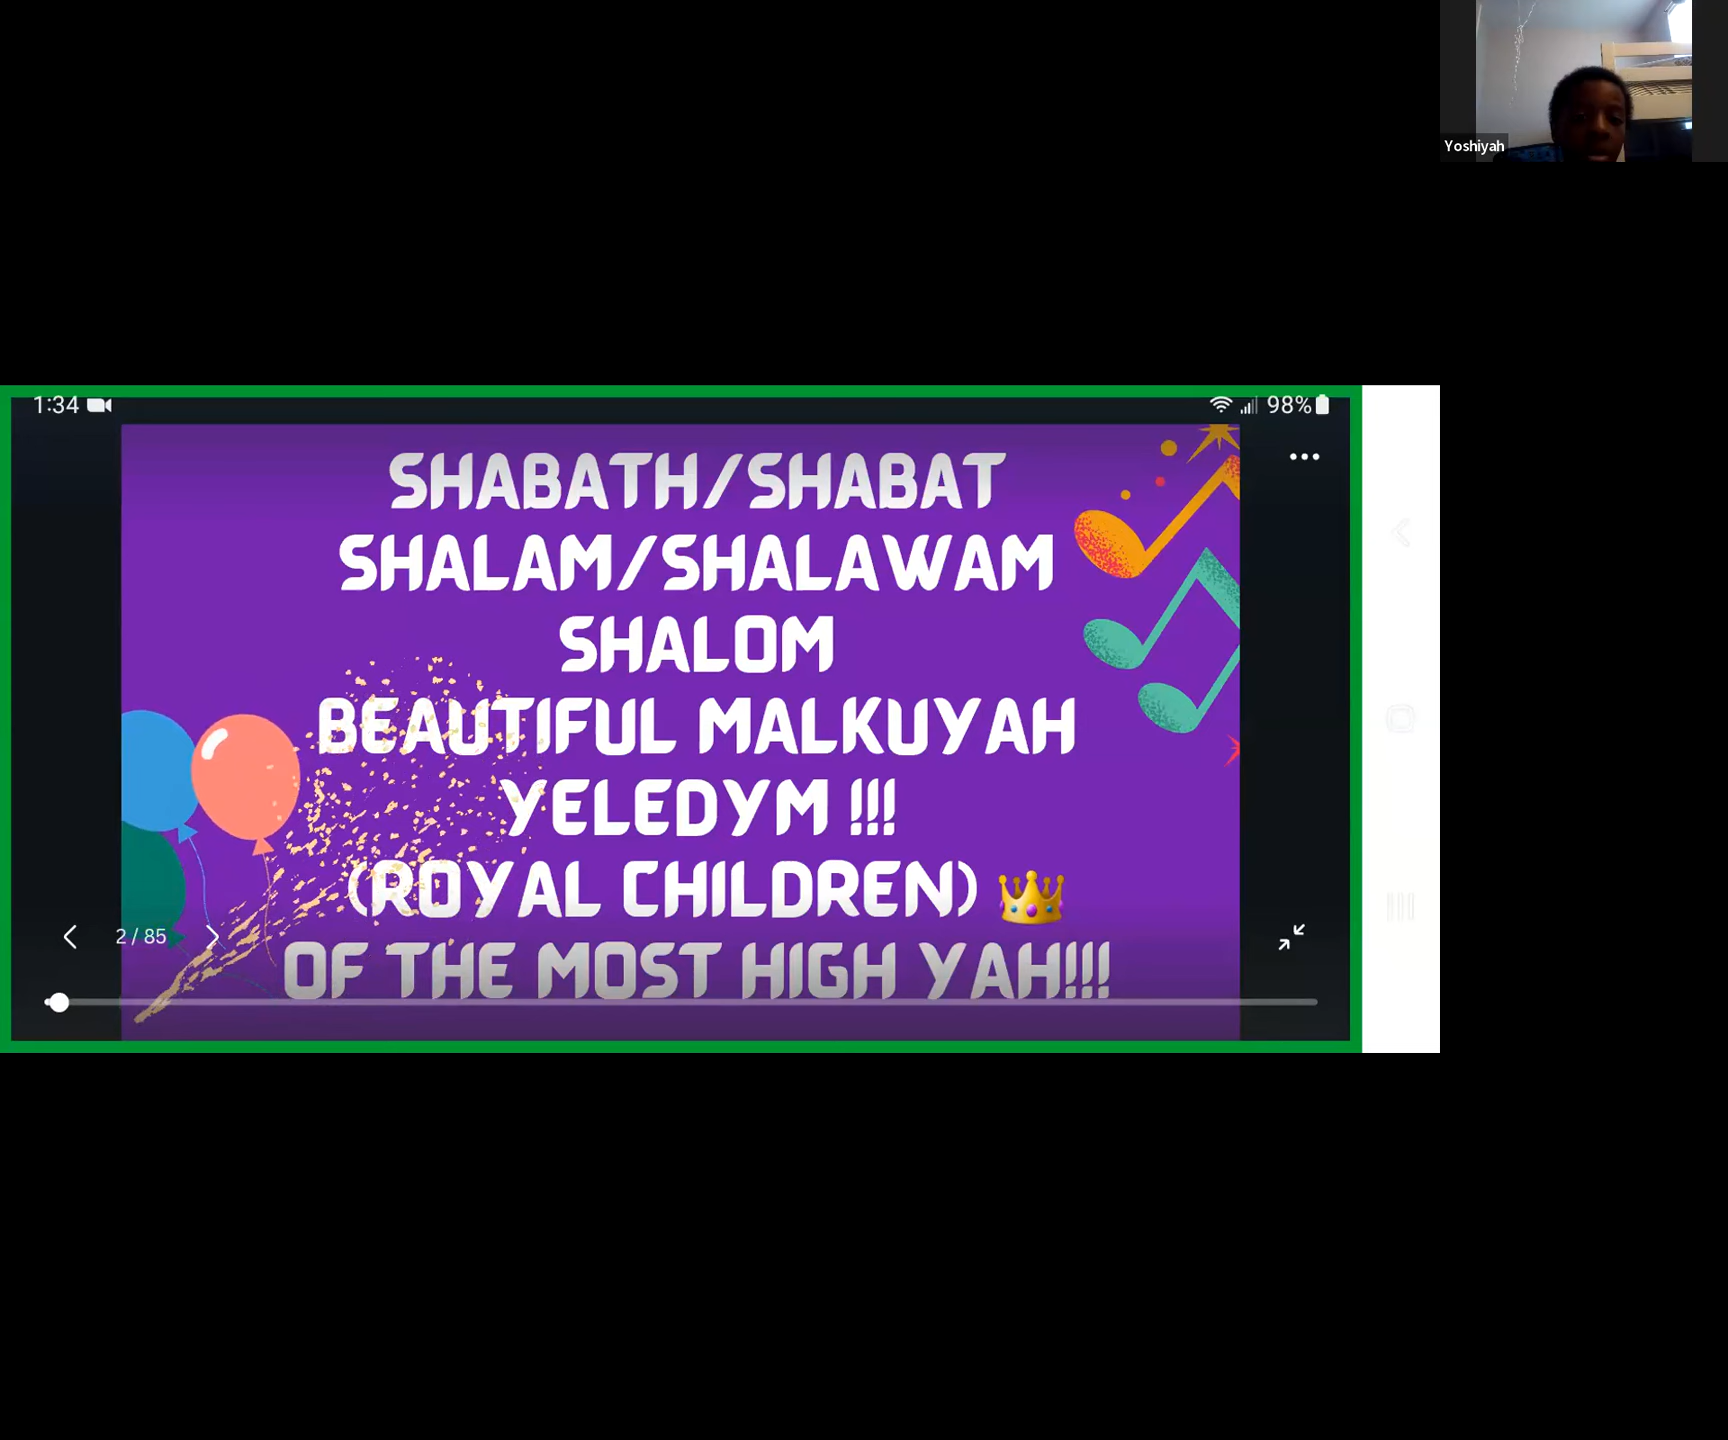 Yoshiyah
1:34
98%
SHABATH/SHABAT
SHALAM/SHALAWAM
SHALOM
BEAUTIFUL MALKUYAH
YELEDYM !!!
(ROYAL CHILDREN) 👑
OF THE MOST HIGH YAH!!!
2 / 85